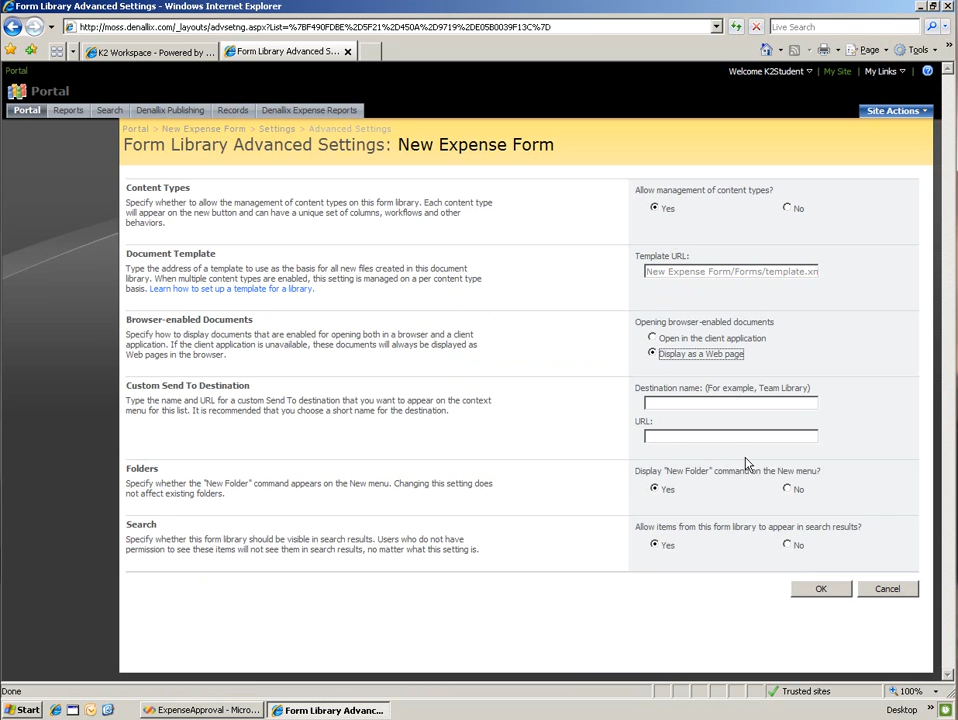 Form Library Advanced Settings - Windows Internet Explorer
http://moss.denallix.com/_layouts/advsetng.aspx?List=%7BF490FDBE%2D5F21%2D450A%2D9719%2DE05B0039F13C%7D
Live Search
K2 Workspace - Powered by ...
Form Library Advanced S...
Page
Tools
Portal
Welcome K2Student
My Site
My Links
Portal
Portal
Reports
Search
Denallix Publishing
Records
Denallix Expense Reports
Site Actions
Portal > New Expense Form > Settings > Advanced Settings
Form Library Advanced Settings: New Expense Form
Content Types
Specify whether to allow the management of content types on this form library. Each content type
will appear on the new button and can have a unique set of columns, workflows and other
behaviors.
Allow management of content types?
Yes
No
Document Template
Type the address of a template to use as the basis for all new files created in this document
library. When multiple content types are enabled, this setting is managed on a per content type
basis. Learn how to set up a template for a library.
Template URL:
New Expense Form/Forms/template.xn
Browser-enabled Documents
Specify how to display documents that are enabled for opening both in a browser and a client
application. If the client application is unavailable, these documents will always be displayed as
Web pages in the browser.
Opening browser-enabled documents
Open in the client application
Display as a Web page
Custom Send To Destination
Type the name and URL for a custom Send To destination that you want to appear on the context
menu for this list. It is recommended that you choose a short name for the destination.
Destination name: (For example, Team Library)
URL:
Folders
Specify whether the "New Folder" command appears on the New menu. Changing this setting does
not affect existing folders.
Display "New Folder" command on the New menu?
Yes
No
Search
Specify whether this form library should be visible in search results. Users who do not have
permission to see these items will not see them in search results, no matter what this setting is.
Allow items from this form library to appear in search results?
Yes
No
OK
Cancel
Done
Trusted sites
100%
Start
ExpenseApproval - Micro...
Form Library Advanc...
Desktop